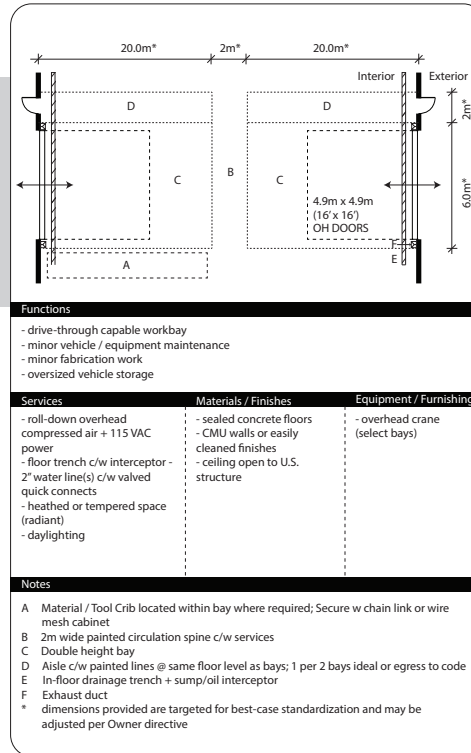 20.0m* 2m* 20.0m*
Interior Exterior
D D
2m*
C B C
4.9m x 4.9m
(16' x 16')
OH DOORS
6.0m*
F
E
A
Functions
- drive-through capable workbay
- minor vehicle / equipment maintenance
- minor fabrication work
- oversized vehicle storage
Services
- roll-down overhead
compressed air + 115 VAC
power
- floor trench c/w interceptor -
2" water line(s) c/w valved
quick connects
- heathed or tempered space
(radiant)
- daylighting
Materials / Finishes
- sealed concrete floors
- CMU walls or easily
cleaned finishes
- ceiling open to U.S.
structure
Equipment / Furnishing
- overhead crane
(select bays)
Notes
A Material / Tool Crib located within bay where required; Secure w chain link or wire
mesh cabinet
B 2m wide painted circulation spine c/w services
C Double height bay
D Aisle c/w painted lines @ same floor level as bays; 1 per 2 bays ideal or egress to code
E In-floor drainage trench + sump/oil interceptor
F Exhaust duct
* dimensions provided are targeted for best-case standardization and may be
adjusted per Owner directive